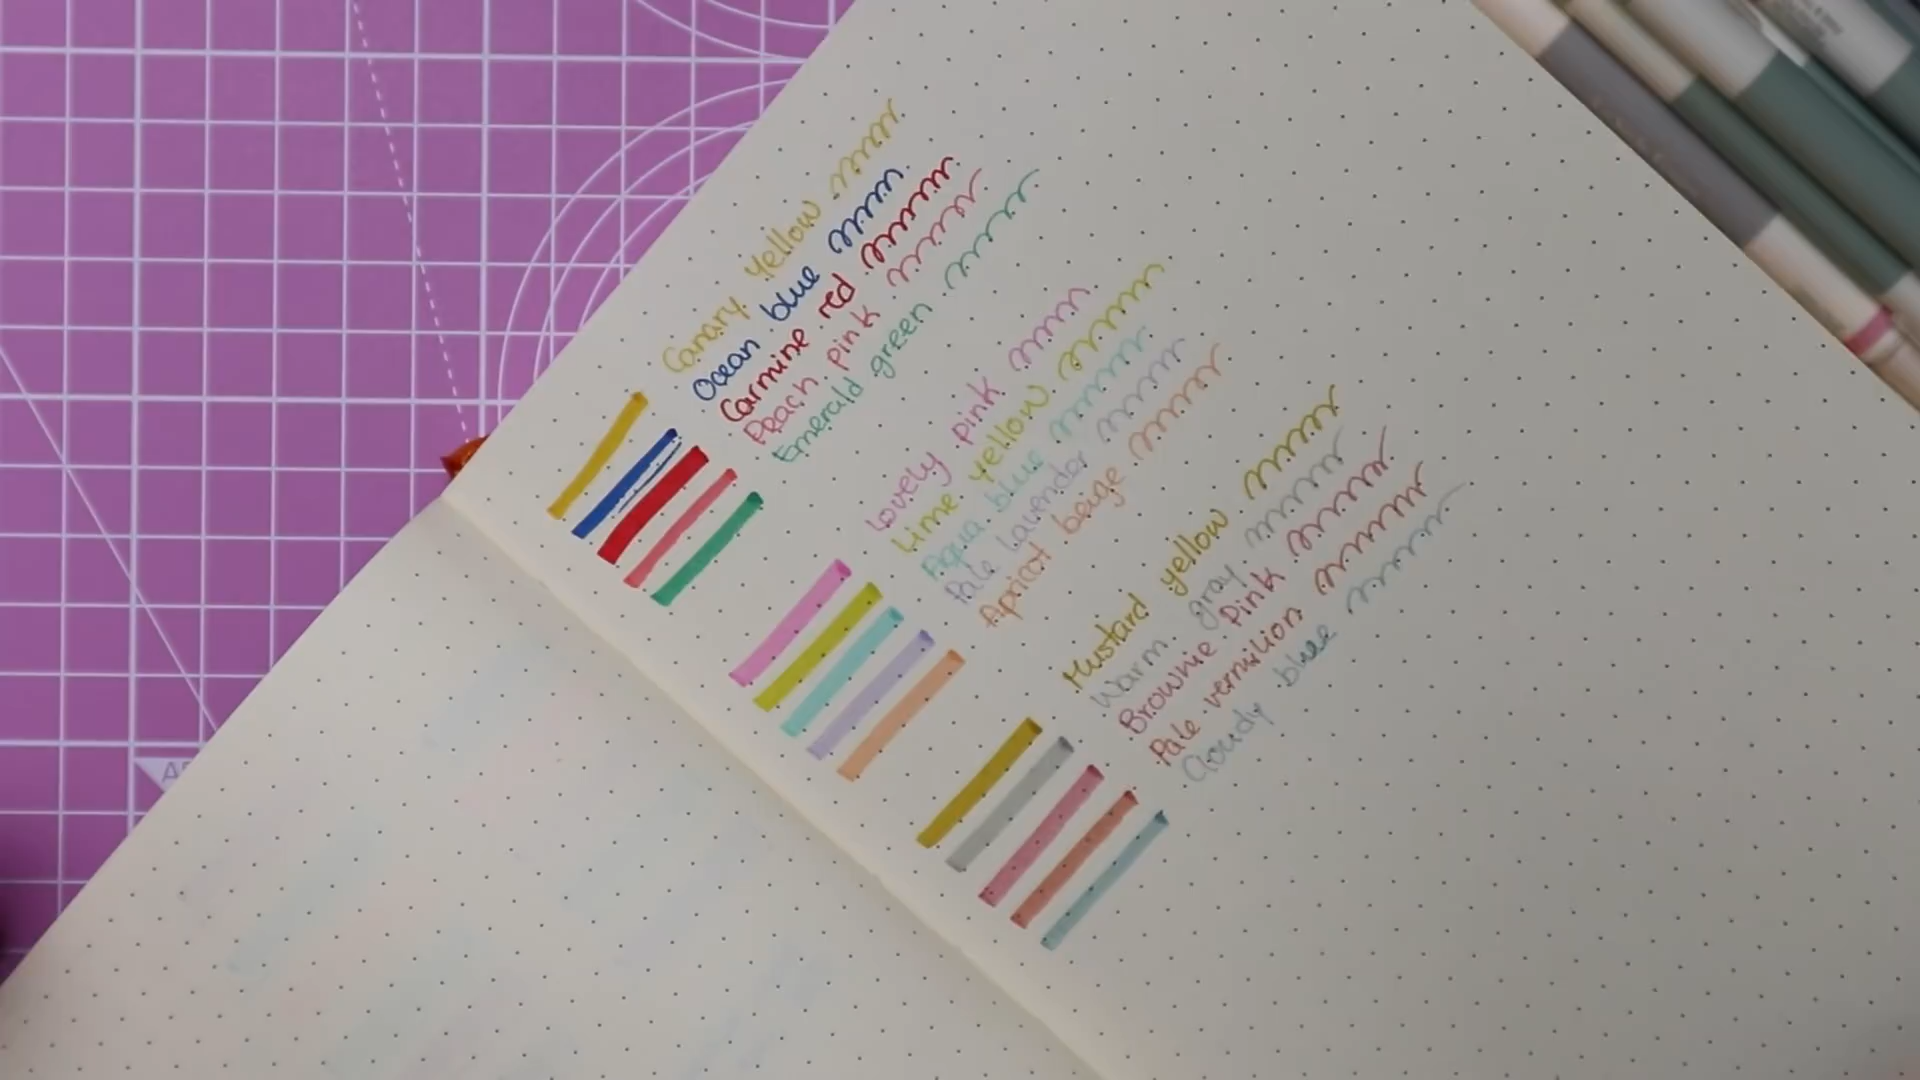 Canary Yellow
Ocean blue
Carmine red
Peach pink
Emerald green
Lovely pink
Lime yellow
Aqua blue
Pale lavender
Apricot beige
Mustard yellow
Warm gray
Brownie Pink
Pale vermilion
Cloudy blue